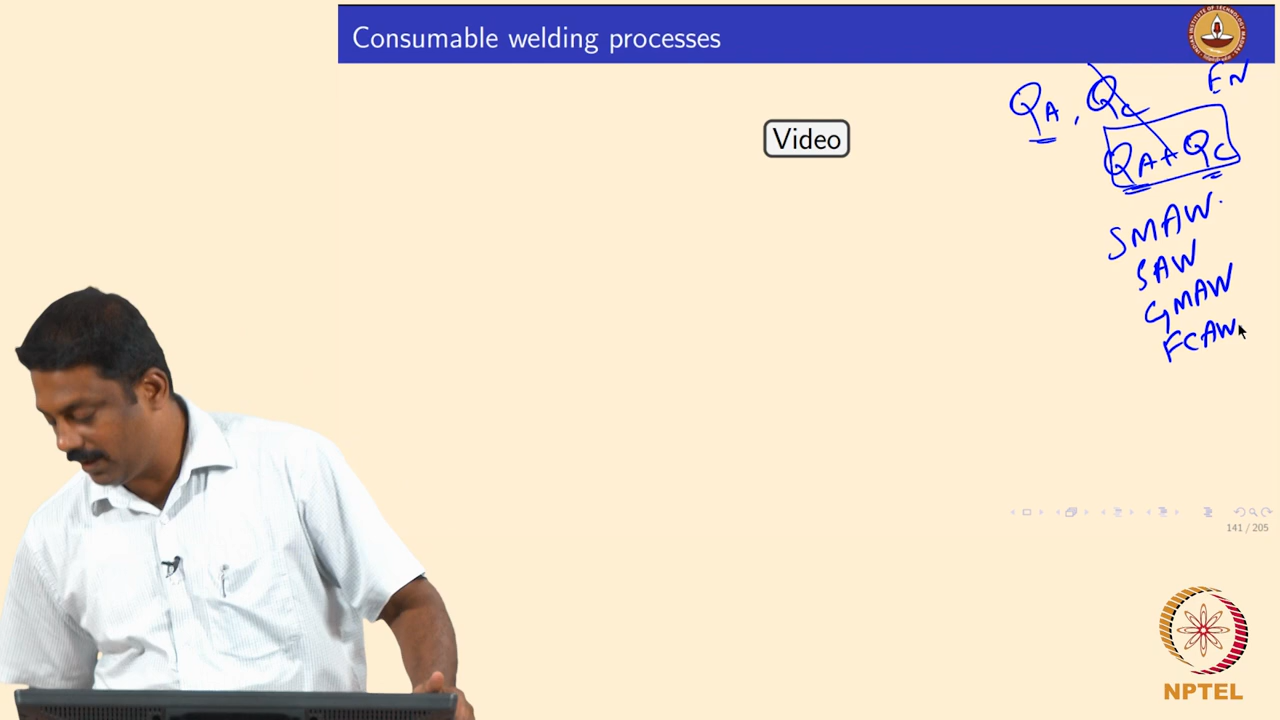 Consumable welding processes
EN
QA, QC
Video
QA + QC
SMAW.
SAW
GMAW
FCAW.
141 / 205
NPTEL